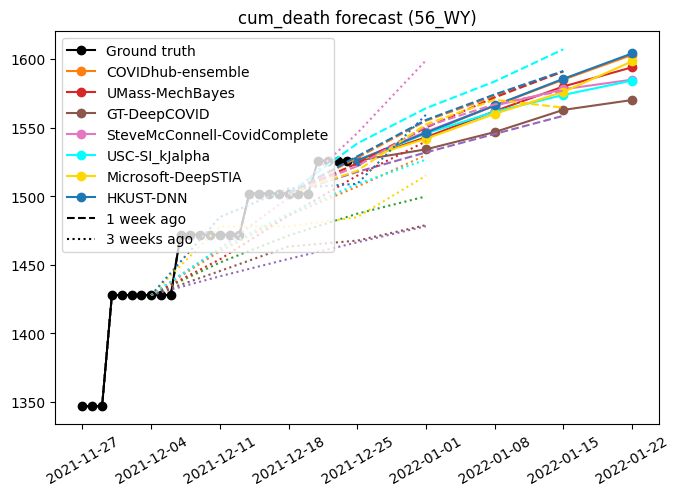 cum_death forecast (56_WY)
1600
1550
1500
1450
1400
1350
Ground truth
COVIDhub-ensemble
UMass-MechBayes
GT-DeepCOVID
SteveMcConnell-CovidComplete
USC-SI_kJalpha
Microsoft-DeepSTIA
HKUST-DNN
1 week ago
3 weeks ago
2021-11-27
2021-12-04
2021-12-11
2021-12-18
2021-12-25
2022-01-01
2022-01-08
2022-01-15
2022-01-22